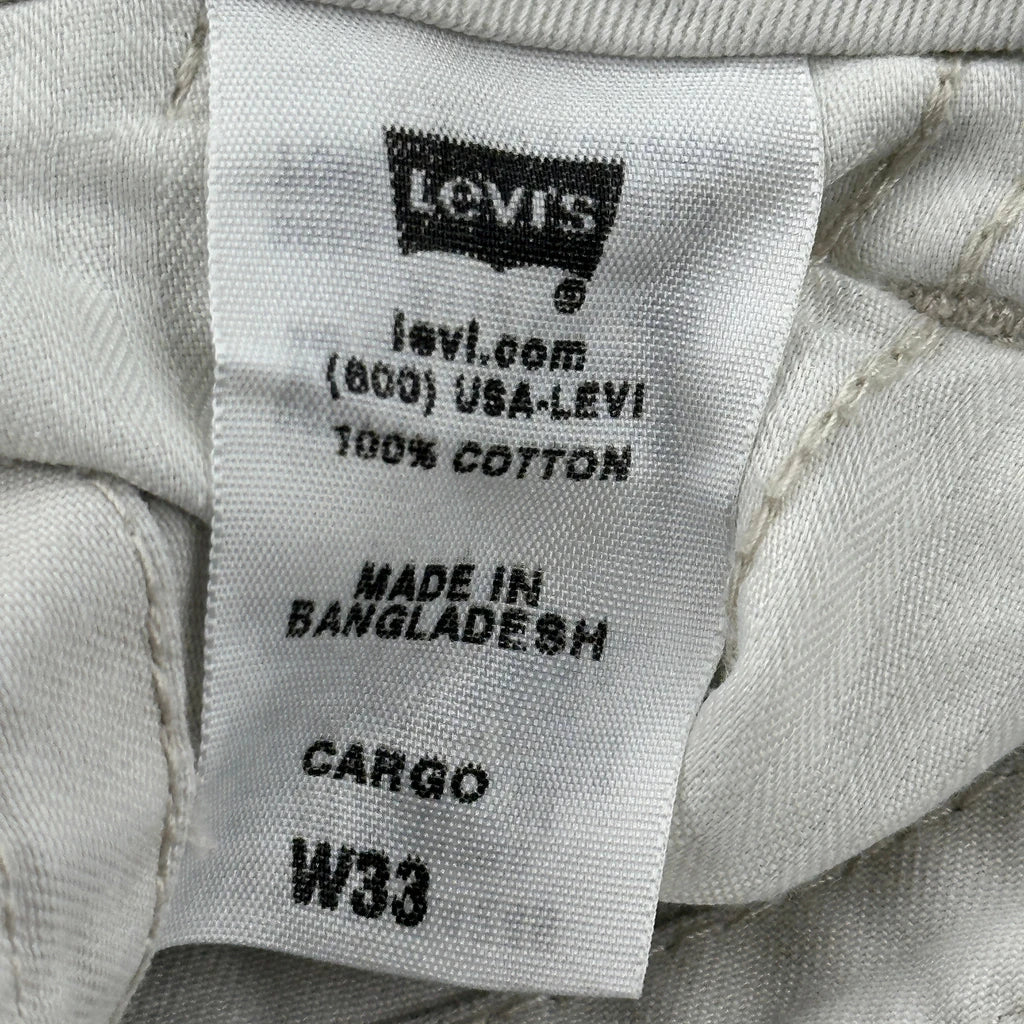 LEVI'S
®
levi.com
(800) USA-LEVI
100% COTTON
MADE IN
BANGLADESH
CARGO
W33